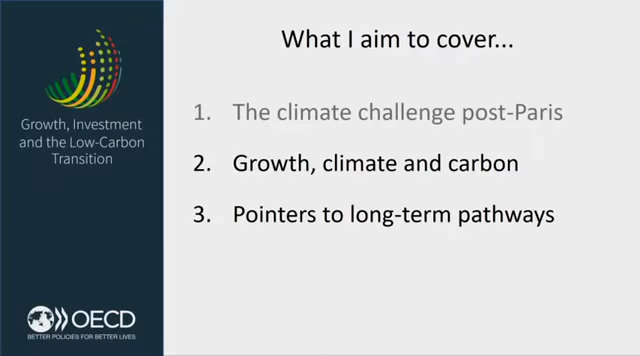 What I aim to cover...
Growth, Investment
and the Low-Carbon
Transition
1. The climate challenge post-Paris
2. Growth, climate and carbon
3. Pointers to long-term pathways
OECD
BETTER POLICIES FOR BETTER LIVES